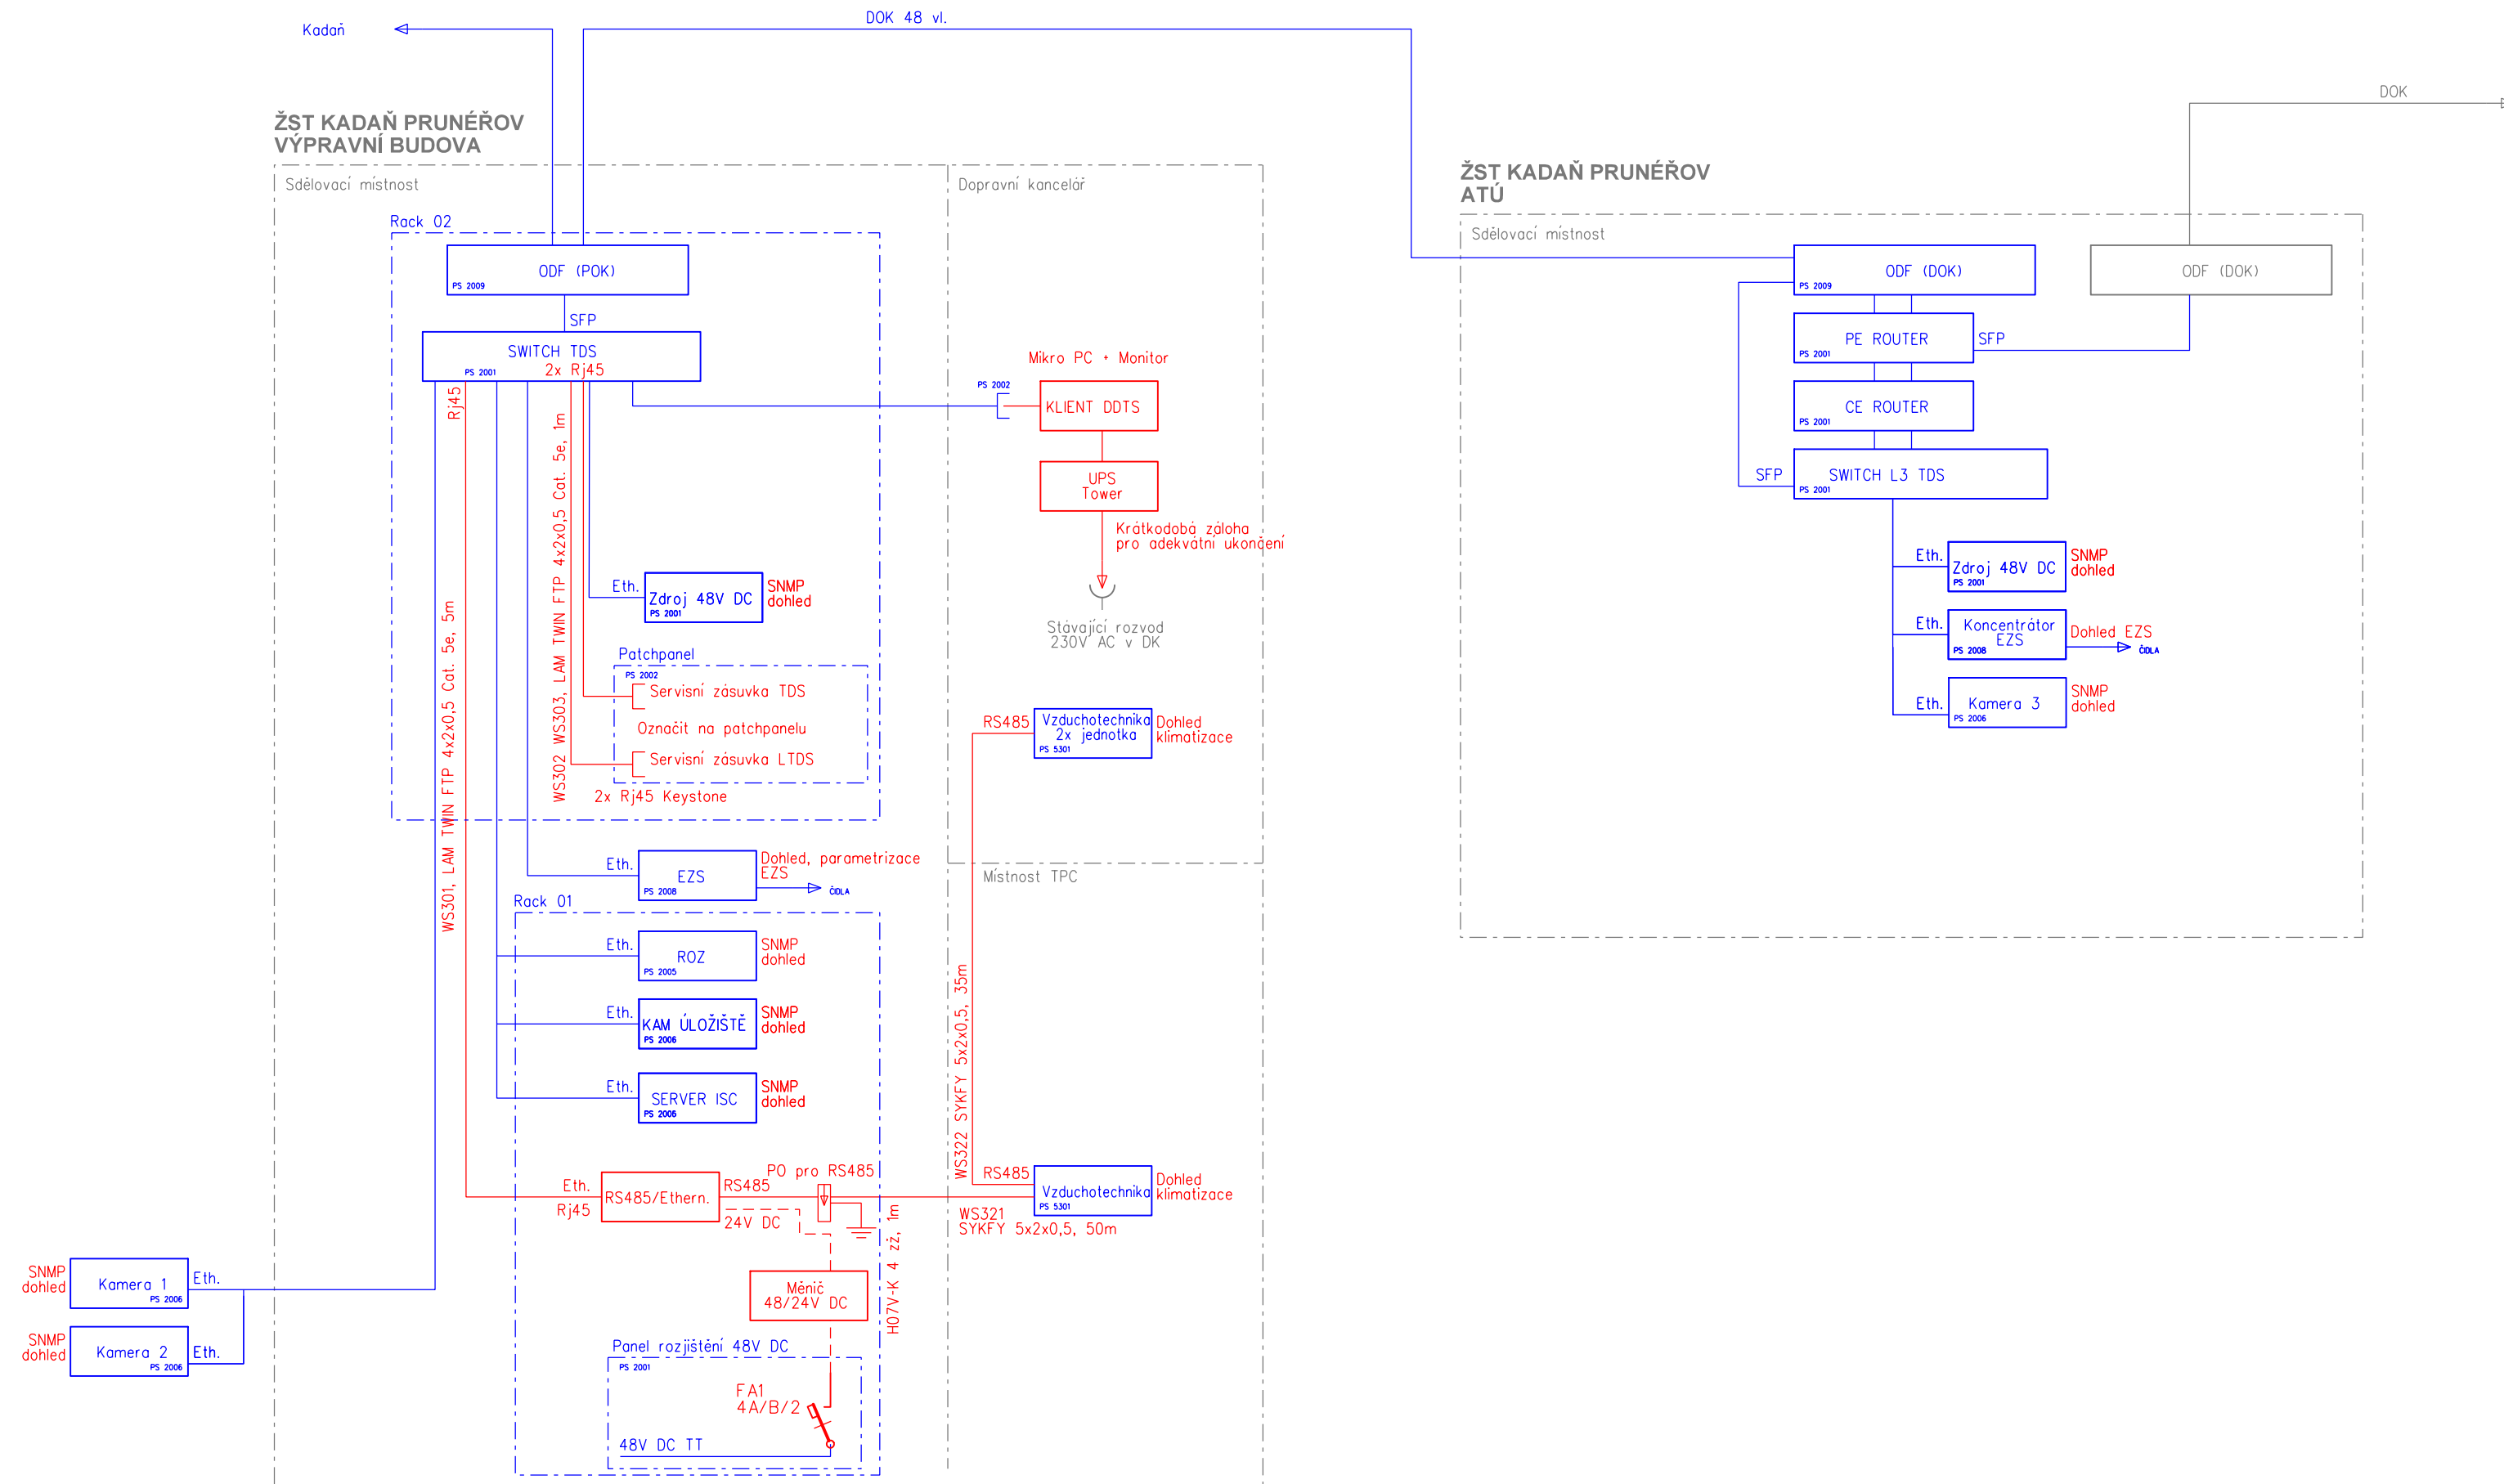 Kadaň
DOK 48 vl.
DOK
ŽST KADAŇ PRUNÉŘOV
VÝPRAVNÍ BUDOVA
Sdělovací místnost
Dopravní kancelář
Rack 02
ODF (POK)
PS 2009
SFP
SWITCH TDS
PS 2001
2x Rj45
Rj45
WS301, LAM TWIN FTP 4x2x0,5 Cat. 5e, 5m
WS302 WS303, LAM TWIN FTP 4x2x0,5 Cat. 5e, 1m
Eth.
Zdroj 48V DC
PS 2001
SNMP
dohled
Patchpanel
PS 2002
Servisní zásuvka TDS
Označit na patchpanelu
Servisní zásuvka LTDS
2x Rj45 Keystone
PS 2002
Mikro PC + Monitor
KLIENT DDTS
UPS
Tower
Krátkodobá záloha
pro adekvátní ukončení
Stávající rozvod
230V AC v DK
RS485
Vzduchotechnika
2x jednotka
PS 5301
Dohled
klimatizace
Eth.
EZS
PS 2008
Dohled, parametrizace
EZS
ČIDLA
Místnost TPC
Rack 01
Eth.
ROZ
PS 2005
SNMP
dohled
Eth.
KAM ÚLOŽIŠTĚ
PS 2006
SNMP
dohled
Eth.
SERVER ISC
PS 2006
SNMP
dohled
WS322 SYKFY 5x2x0,5, 35m
Eth.
Rj45
RS485/Ethern.
RS485
24V DC
PO pro RS485
H07V-K 4 zž, 1m
RS485
Vzduchotechnika
PS 5301
Dohled
klimatizace
WS321
SYKFY 5x2x0,5, 50m
Měnič
48/24V DC
Panel rozjištění 48V DC
PS 2001
FA1
4A/B/2
48V DC TT
SNMP
dohled
Kamera 1
PS 2006
Eth.
SNMP
dohled
Kamera 2
PS 2006
Eth.
ŽST KADAŇ PRUNÉŘOV
ATÚ
Sdělovací místnost
ODF (DOK)
PS 2009
ODF (DOK)
PE ROUTER
PS 2001
SFP
CE ROUTER
PS 2001
SFP
SWITCH L3 TDS
PS 2001
Eth.
Zdroj 48V DC
PS 2001
SNMP
dohled
Eth.
Koncentrátor
EZS
PS 2008
Dohled EZS
ČIDLA
Eth.
Kamera 3
PS 2006
SNMP
dohled